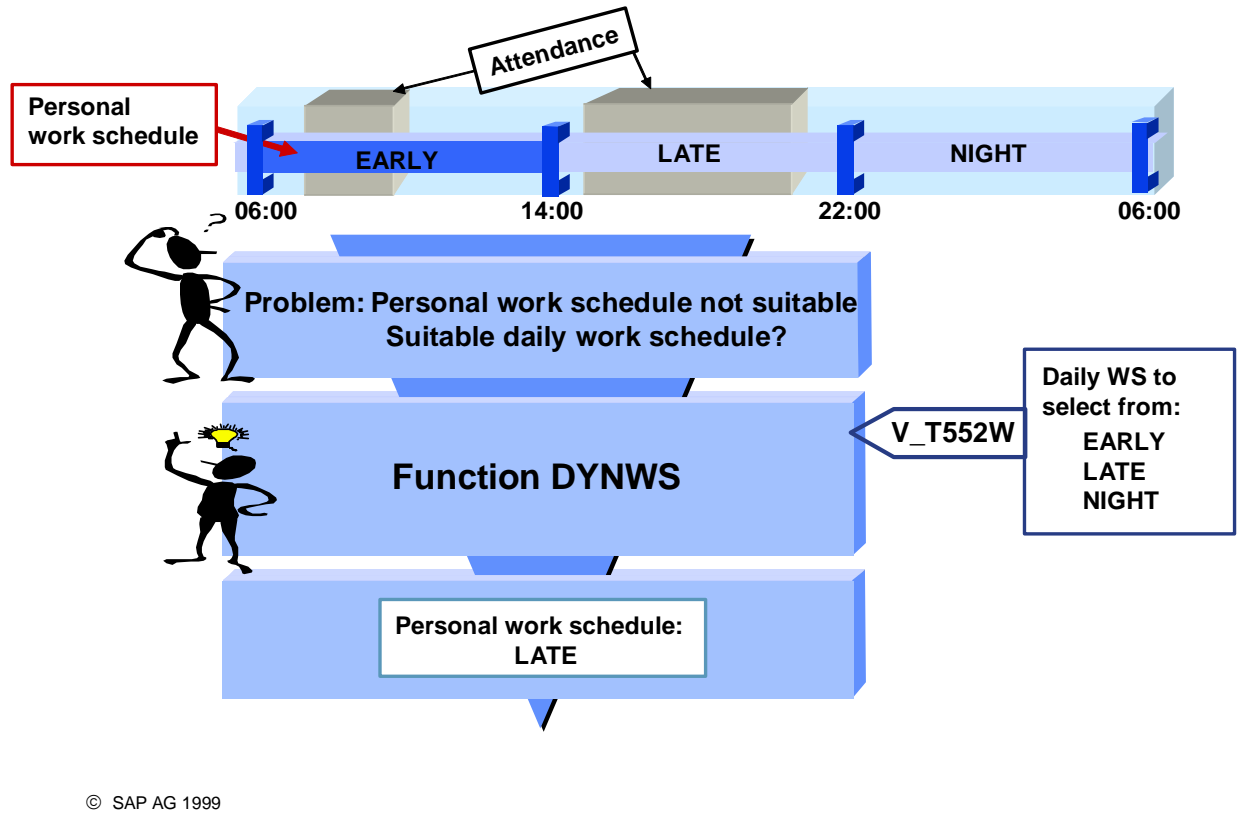 Attendance
Personal
work schedule
EARLY
LATE
NIGHT
06:00
14:00
22:00
06:00
?
Problem: Personal work schedule not suitable
Suitable daily work schedule?
Daily WS to
select from:
EARLY
LATE
NIGHT
V_T552W
Function DYNWS
Personal work schedule:
LATE
© SAP AG 1999